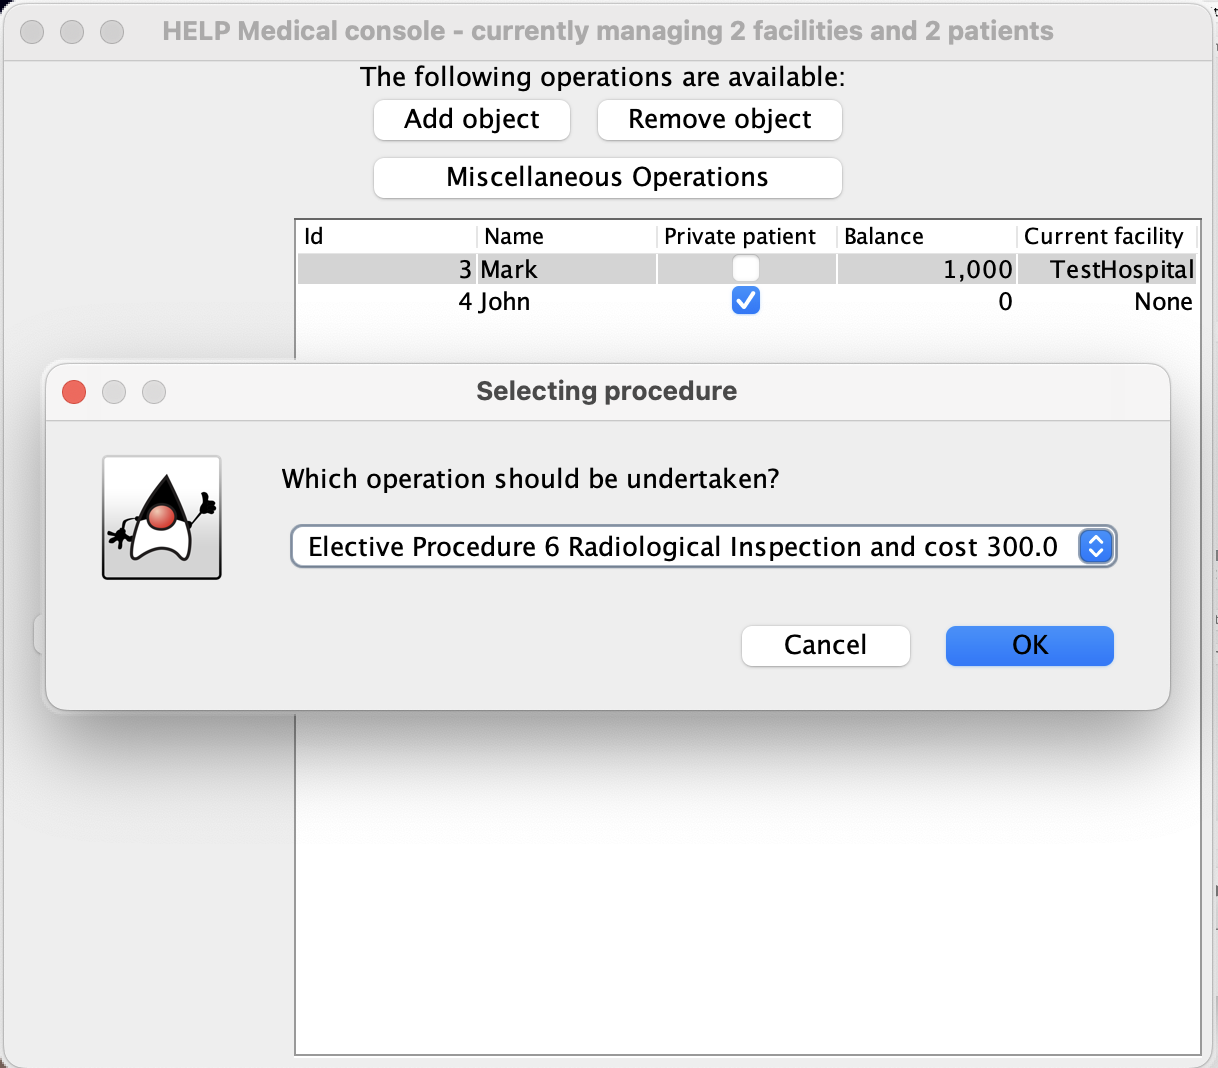 HELP Medical console - currently managing 2 facilities and 2 patients
The following operations are available:
Add object Remove object
Miscellaneous Operations
Id Name Private patient Balance Current facility
3 Mark 1,000 TestHospital
4 John 0 None
Selecting procedure
Which operation should be undertaken?
Elective Procedure 6 Radiological Inspection and cost 300.0
Cancel OK